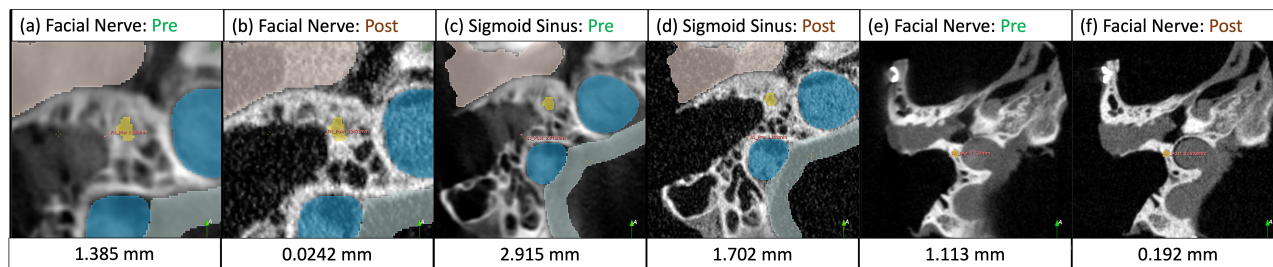 (a) Facial Nerve: Pre
(b) Facial Nerve: Post
(c) Sigmoid Sinus: Pre
(d) Sigmoid Sinus: Post
(e) Facial Nerve: Pre
(f) Facial Nerve: Post
A
A
A
A
A
A
1.385 mm
0.0242 mm
2.915 mm
1.702 mm
1.113 mm
0.192 mm